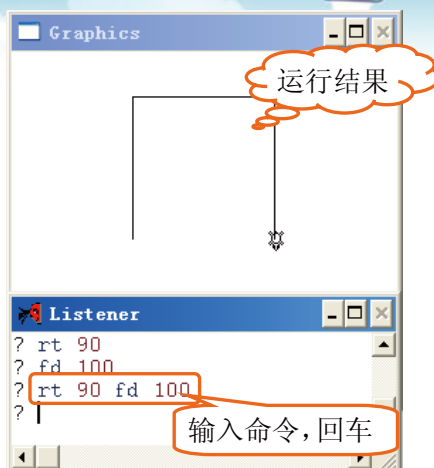 Graphics
运行结果
Listener
? rt 90
? fd 100
? rt 90 fd 100
?
输入命令，回车